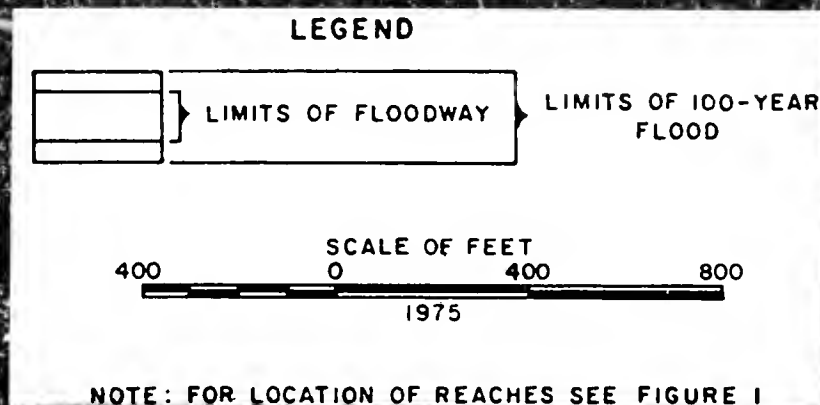 LEGEND
LIMITS OF FLOODWAY
LIMITS OF 100-YEAR
FLOOD
SCALE OF FEET
400 0 400 800
1975
NOTE: FOR LOCATION OF REACHES SEE FIGURE 1